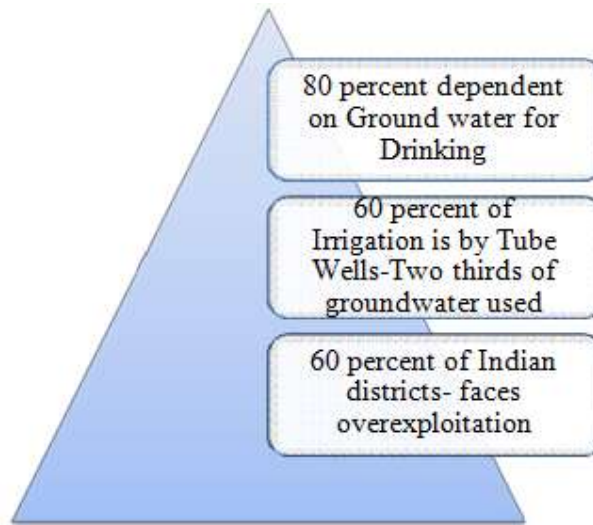 80 percent dependent
on Ground water for
Drinking
60 percent of
Irrigation is by Tube
Wells-Two thirds of
groundwater used
60 percent of Indian
districts- faces
overexploitation